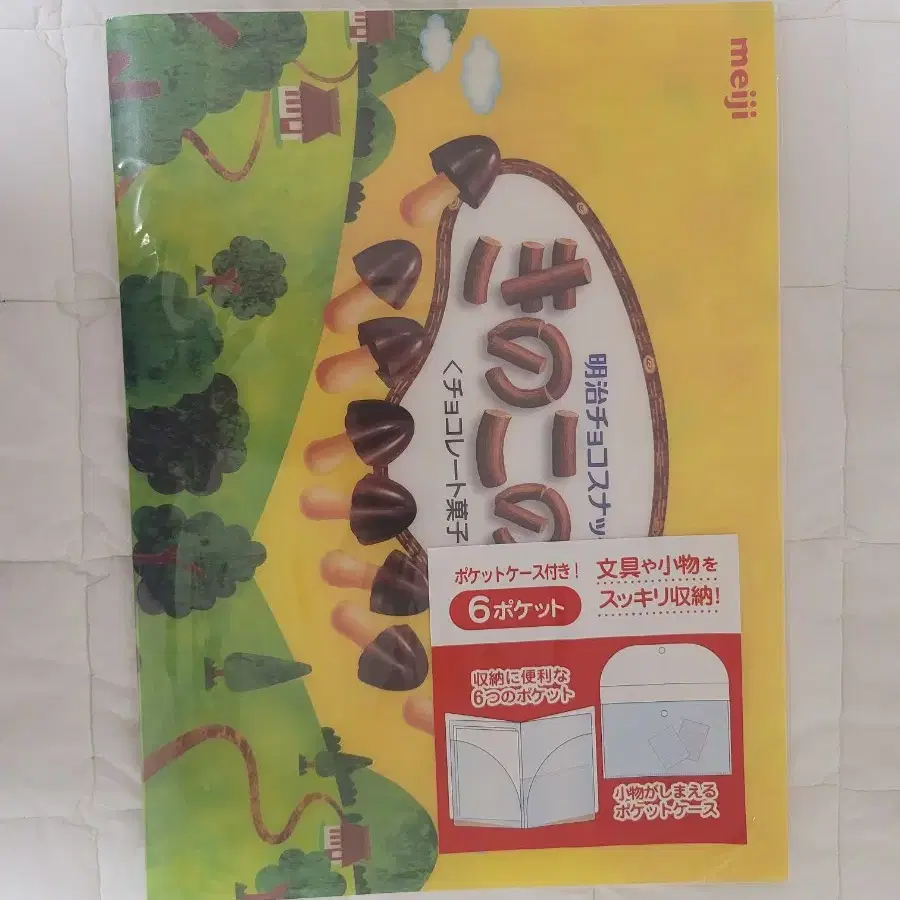 meiji
明治チョコスナッ
きのこの
〈チョコレート菓子
ポケットケース付き!
6ポケット
文具や小物を
スッキリ収納!
収納に便利な
6つのポケット
小物がしまえる
ポケットケース